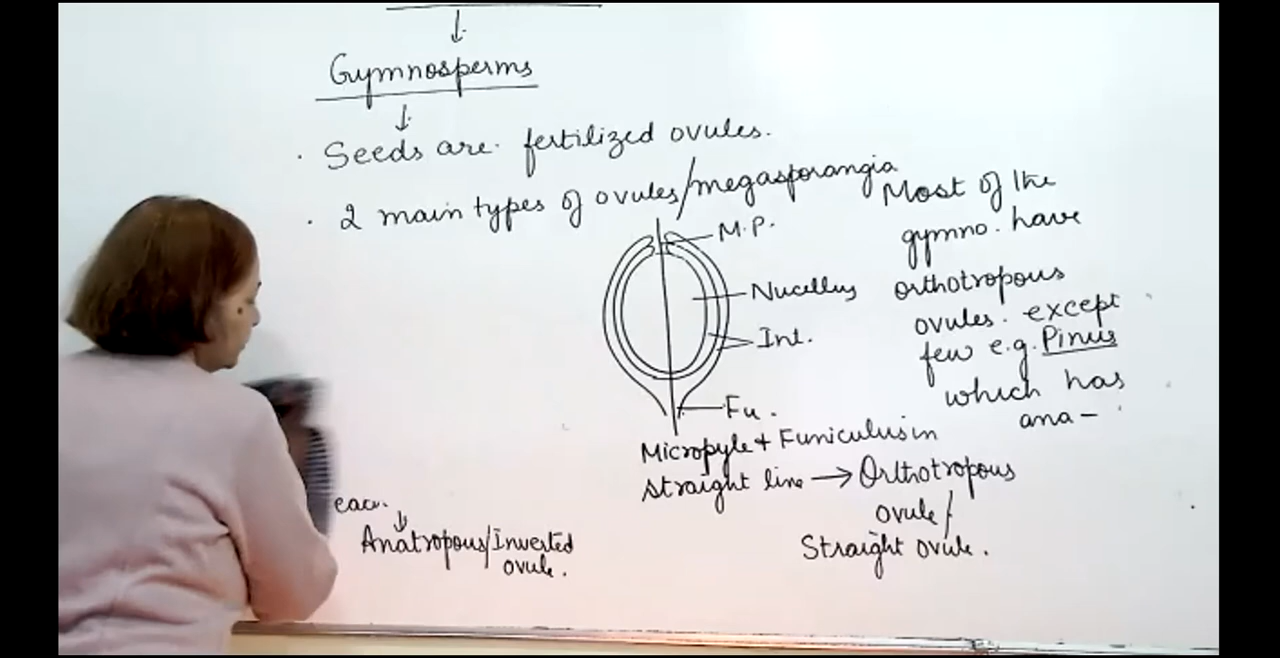 Gymnosperms
· Seeds are fertilized ovules.
· 2 main types of ovules/megasporangia
M.P.
Nucellus
Int.
Fu.
Most of the
gymno. have
orthotropous
ovules. except
few e.g. Pinus
which has
ana-
Micropyle + Funiculus in
straight line → Orthotropous
ovule/
Straight ovule.
Anatropous/Inverted
ovule.